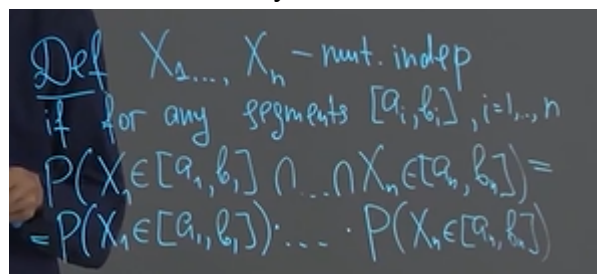 Def X₁,..., Xₙ - mut. indep
if for any segments [aᵢ, bᵢ], i=1,..,n
P(X₁∈[a₁,b₁] ∩...∩ Xₙ∈[aₙ,bₙ])=
=P(X₁∈[a₁,b₁])·...·P(Xₙ∈[aₙ,bₙ])